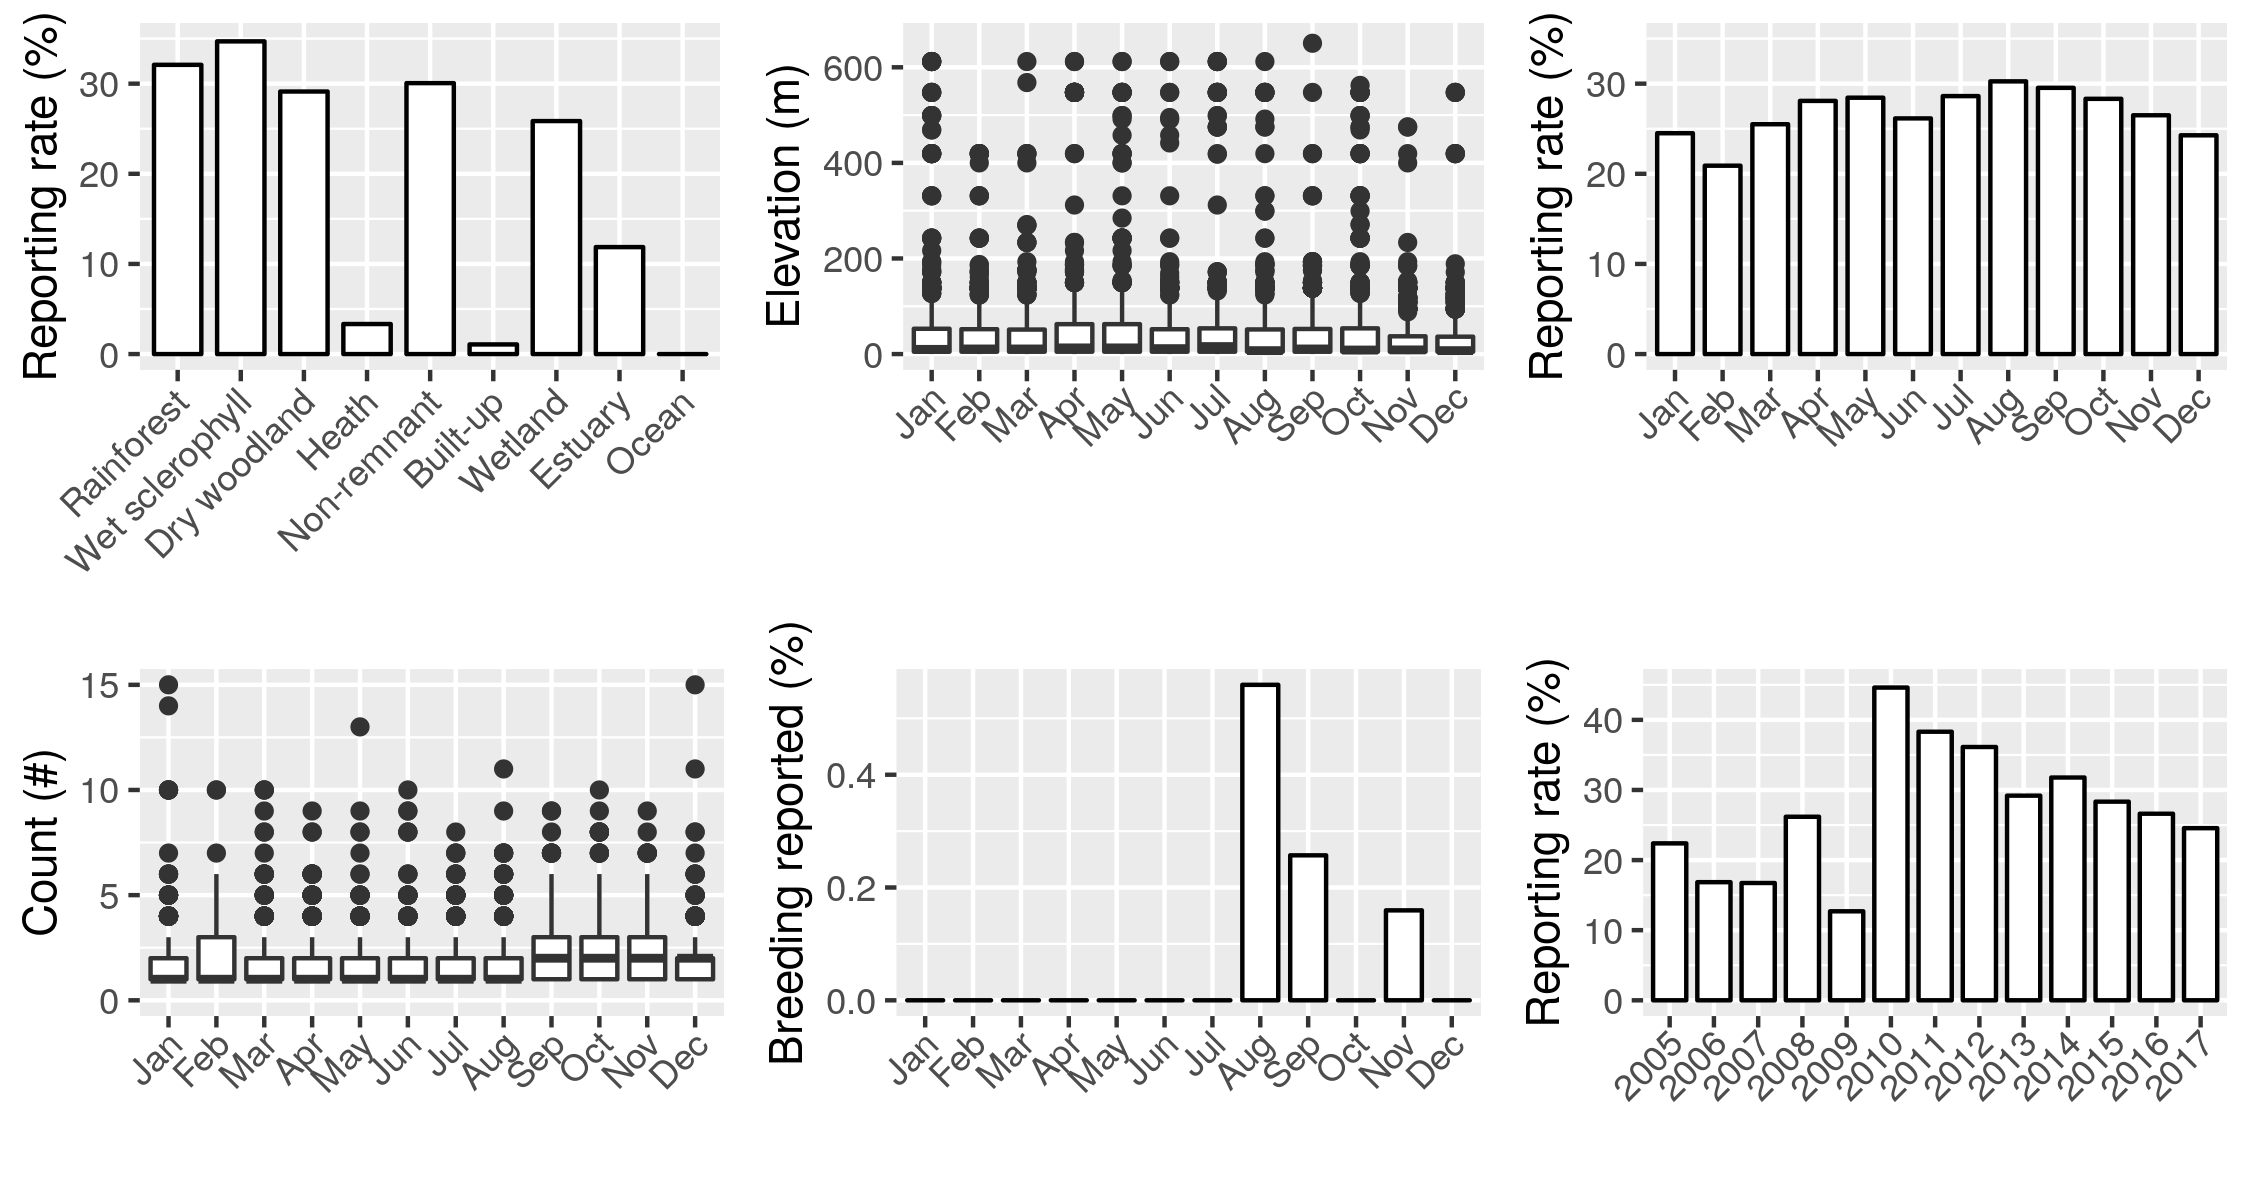 Reporting rate (%)
30
20
10
0
Rainforest
Wet sclerophyll
Dry woodland
Heath
Non-remnant
Built-up
Wetland
Estuary
Ocean
Elevation (m)
600
400
200
0
Jan
Feb
Mar
Apr
May
Jun
Jul
Aug
Sep
Oct
Nov
Dec
Reporting rate (%)
30
20
10
0
Jan
Feb
Mar
Apr
May
Jun
Jul
Aug
Sep
Oct
Nov
Dec
Count (#)
15
10
5
0
Jan
Feb
Mar
Apr
May
Jun
Jul
Aug
Sep
Oct
Nov
Dec
Breeding reported (%)
0.4
0.2
0.0
Jan
Feb
Mar
Apr
May
Jun
Jul
Aug
Sep
Oct
Nov
Dec
Reporting rate (%)
40
30
20
10
0
2005
2006
2007
2008
2009
2010
2011
2012
2013
2014
2015
2016
2017